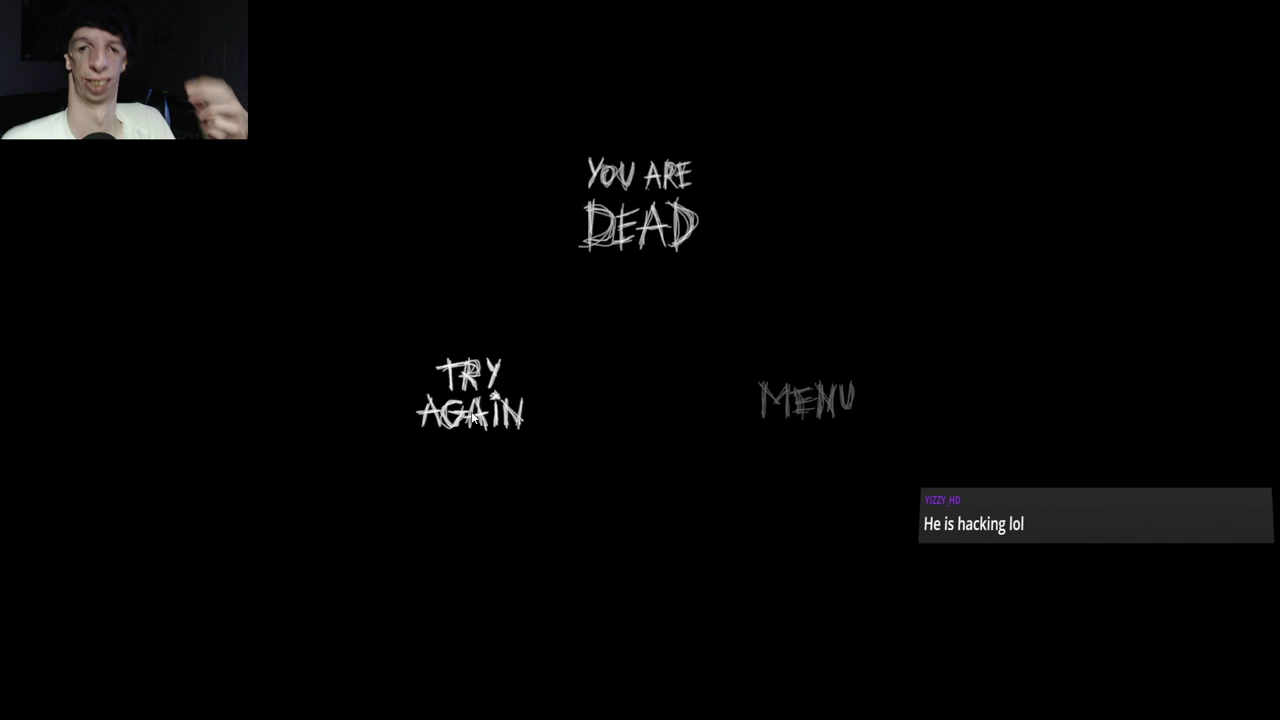 YOU ARE
DEAD
TRY
AGAiN
MENU
YIZZY_HD
He is hacking lol